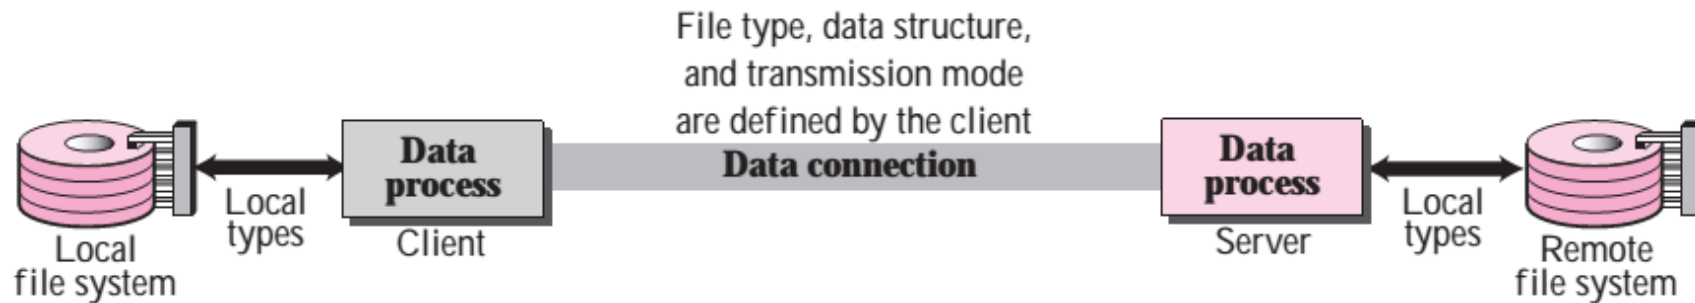 File type, data structure,
and transmission mode
are defined by the client
Data
process
Data connection
Data
process
Local
types
Client
Server
Local
types
Local
file system
Remote
file system